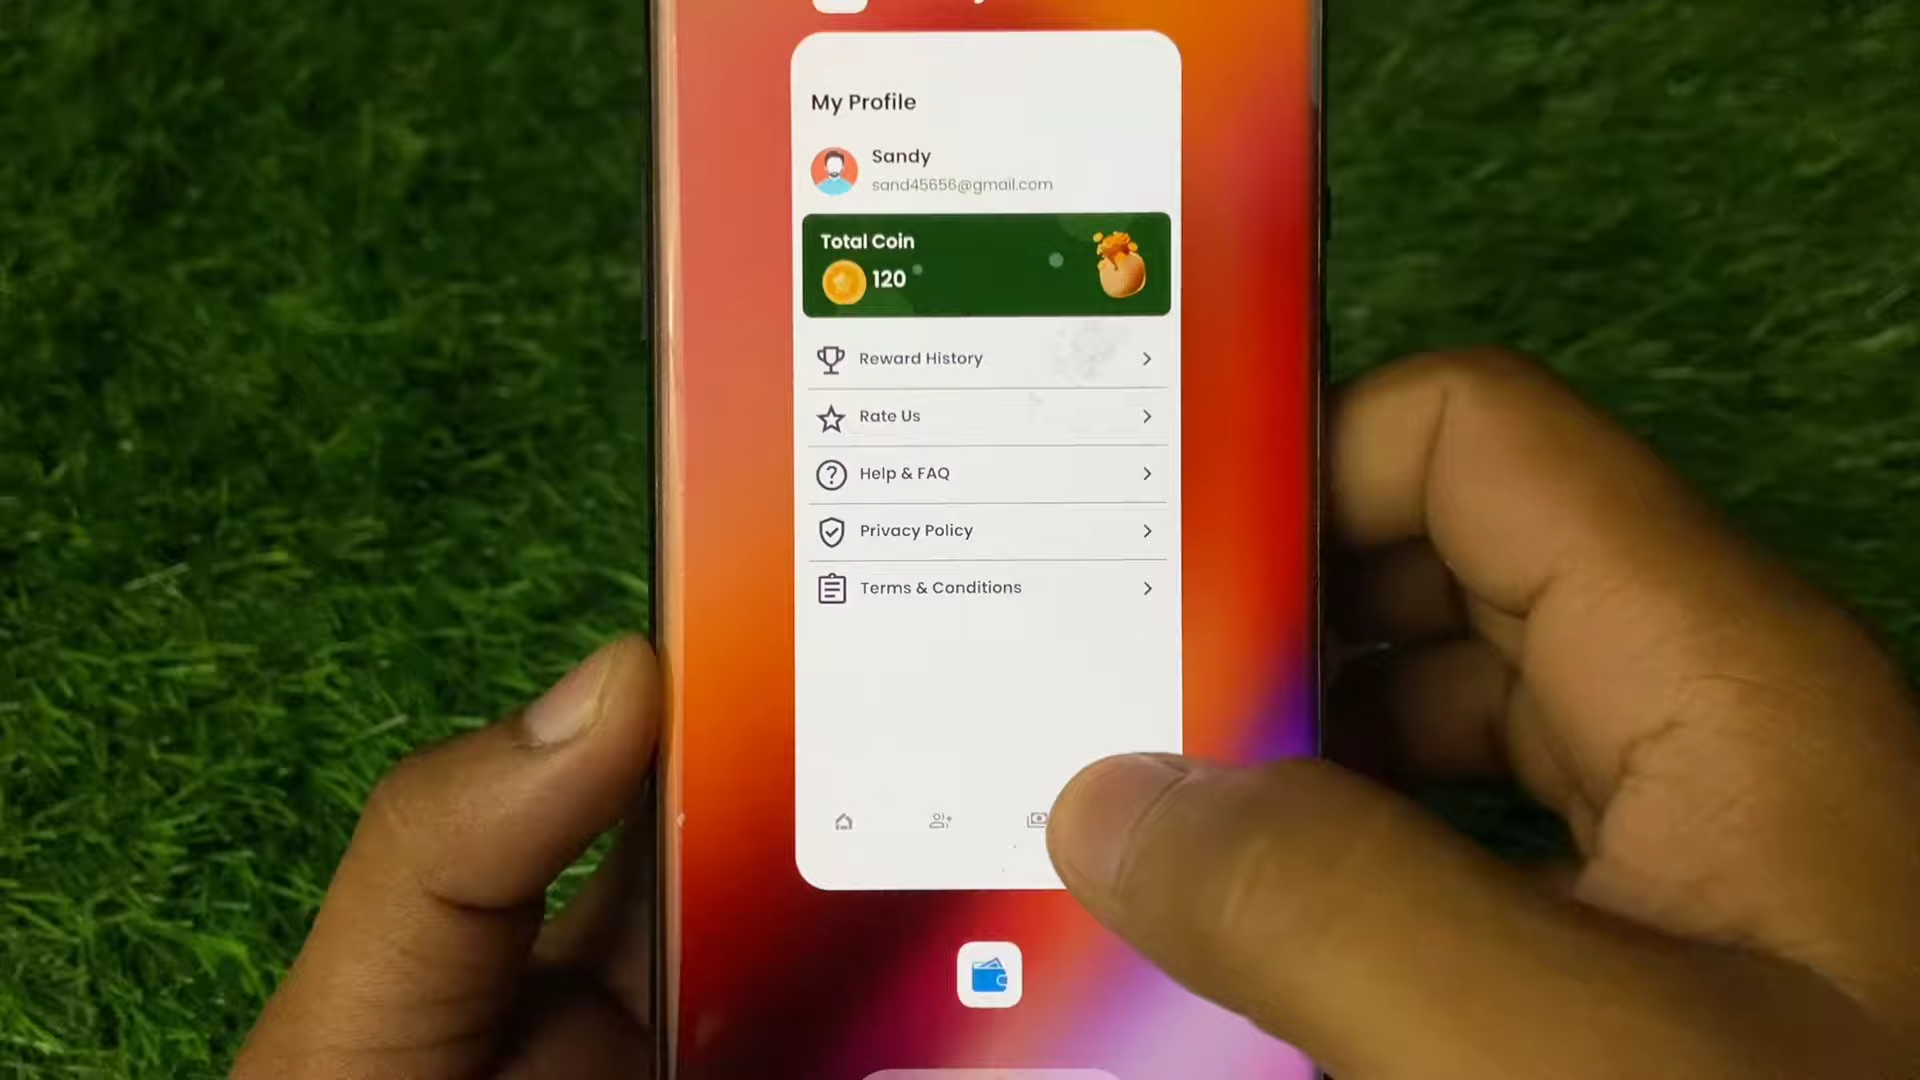 My Profile
Sandy
sand45656@gmail.com
Total Coin
120
Reward History
Rate Us
Help & FAQ
Privacy Policy
Terms & Conditions